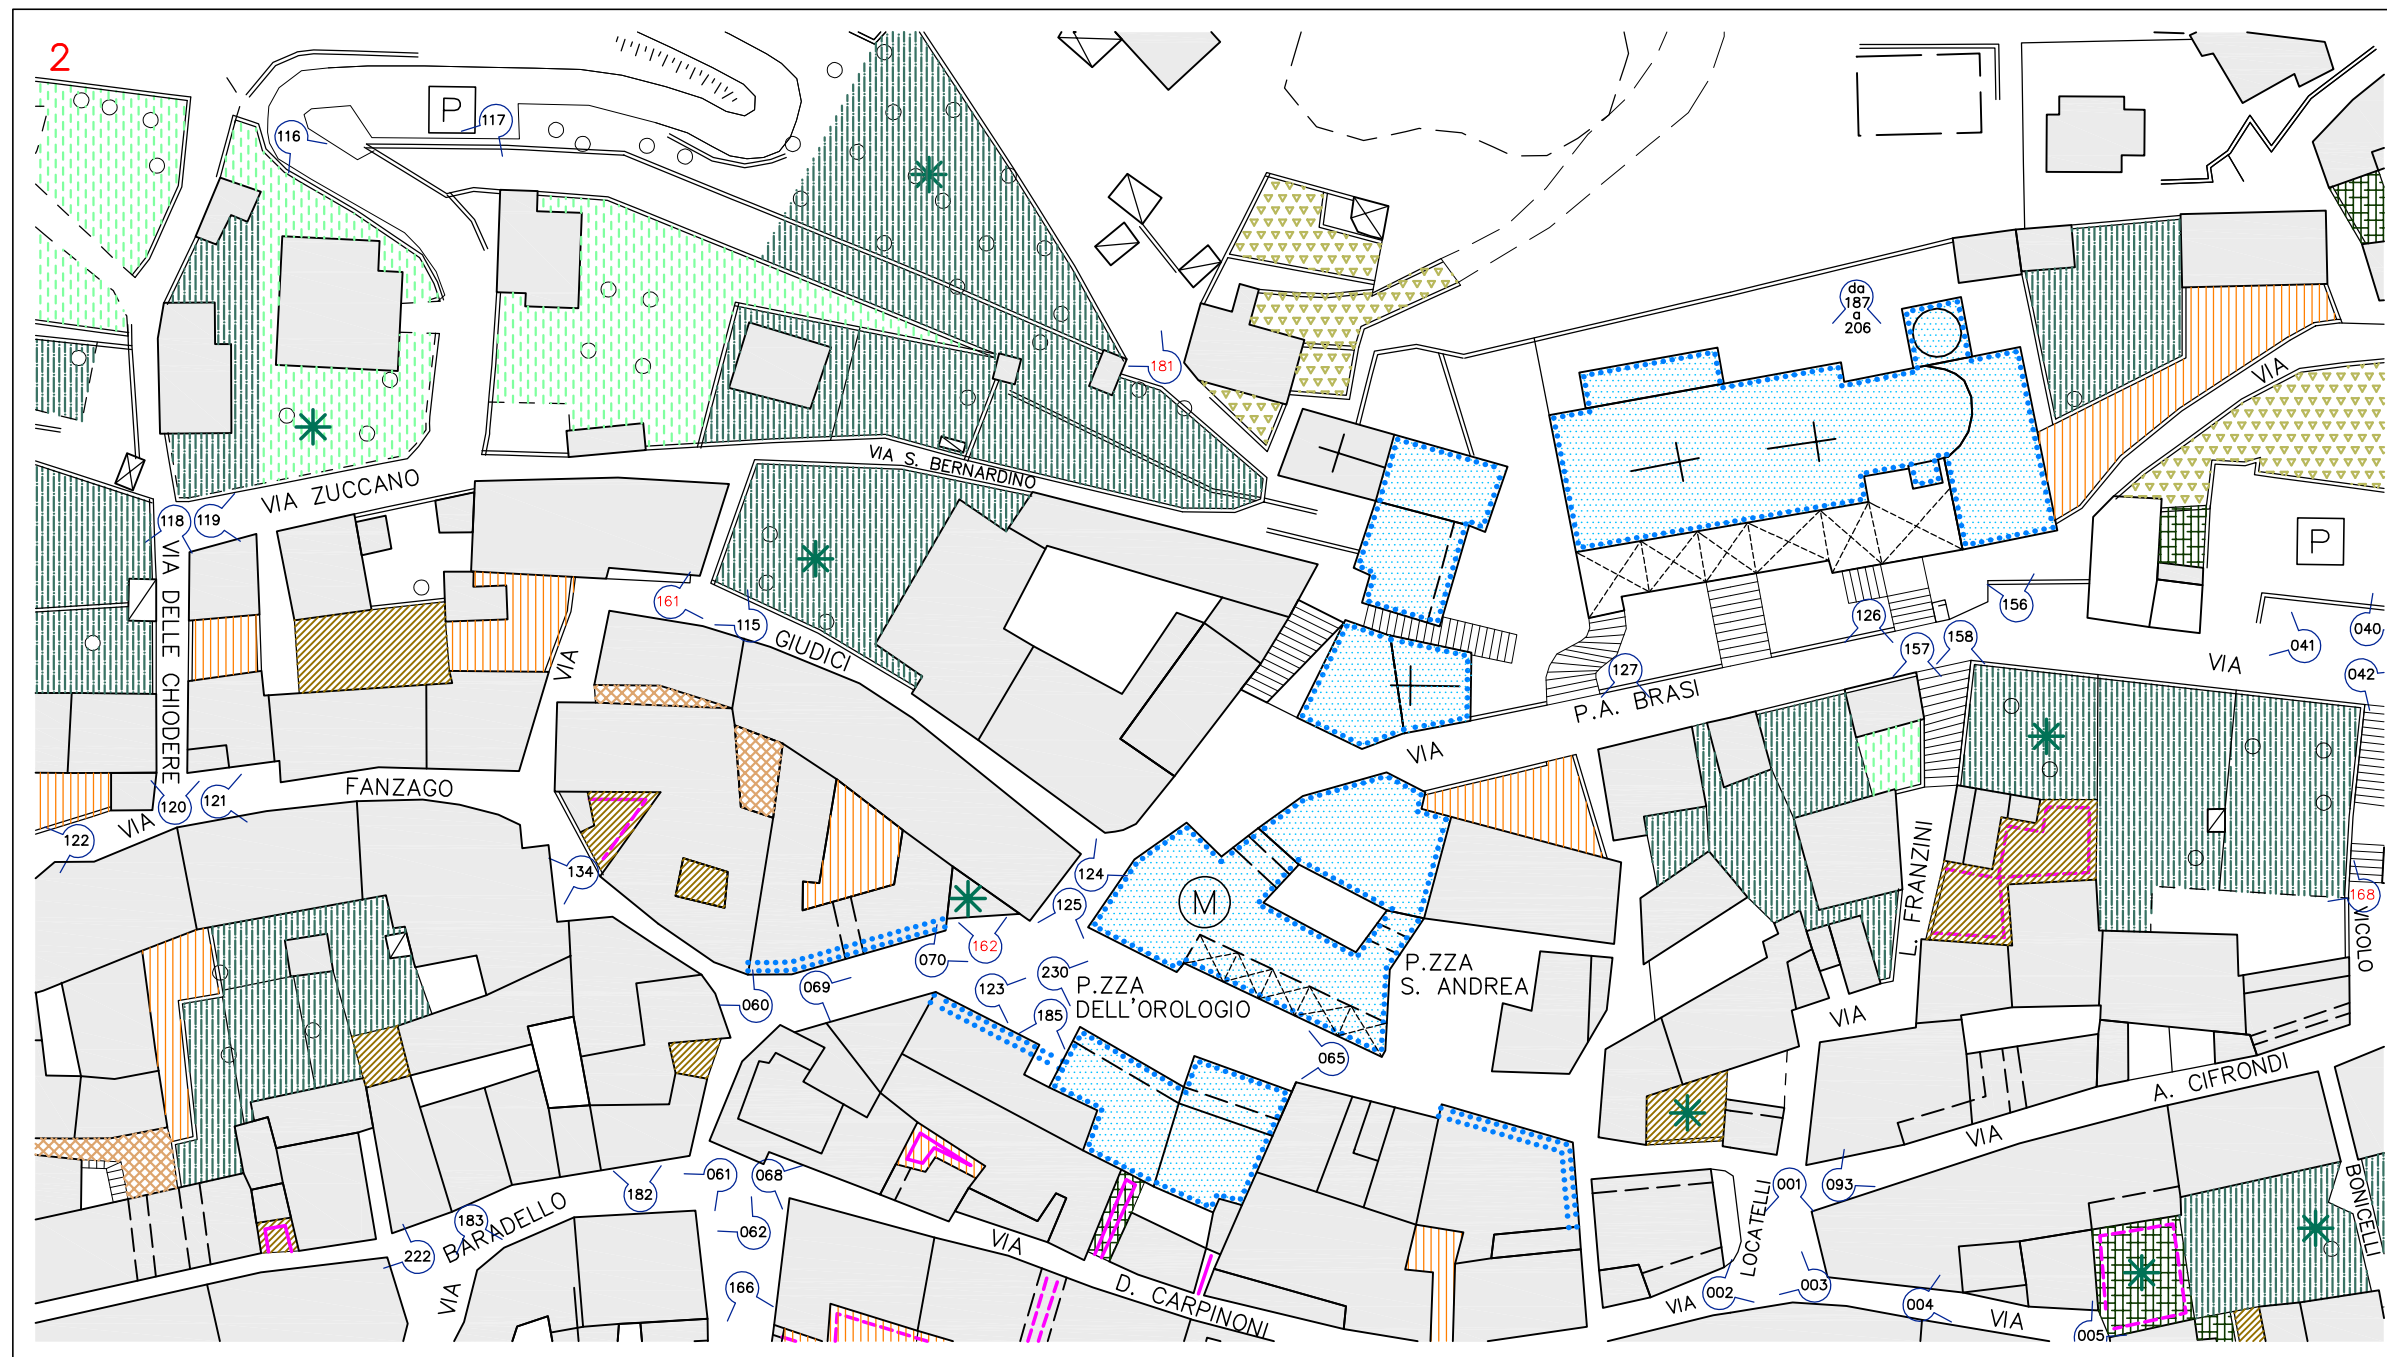 2
P
117
116
181
da
187
a
206
VIA
VIA S. BERNARDINO
VIA ZUCCANO
118
119
P
VIA DELLE CHIODERE
161
115
GIUDICI
VIA
126
156
157
158
127
041
040
042
VIA
P.A. BRASI
VIA
FANZAGO
120
121
VIA
122
134
124
125
M
L. FRANZINI
168
VICOLO
162
070
069
060
123
230
185
P.ZZA
DELL'OROLOGIO
P.ZZA
S. ANDREA
065
VIA
A. CIFRONDI
VIA
061
068
182
183
BARADELLO
222
VIA
062
166
VIA
D. CARPINONI
001
093
LOCATELLI
002
003
VIA
004
VIA
005
BONICELLI